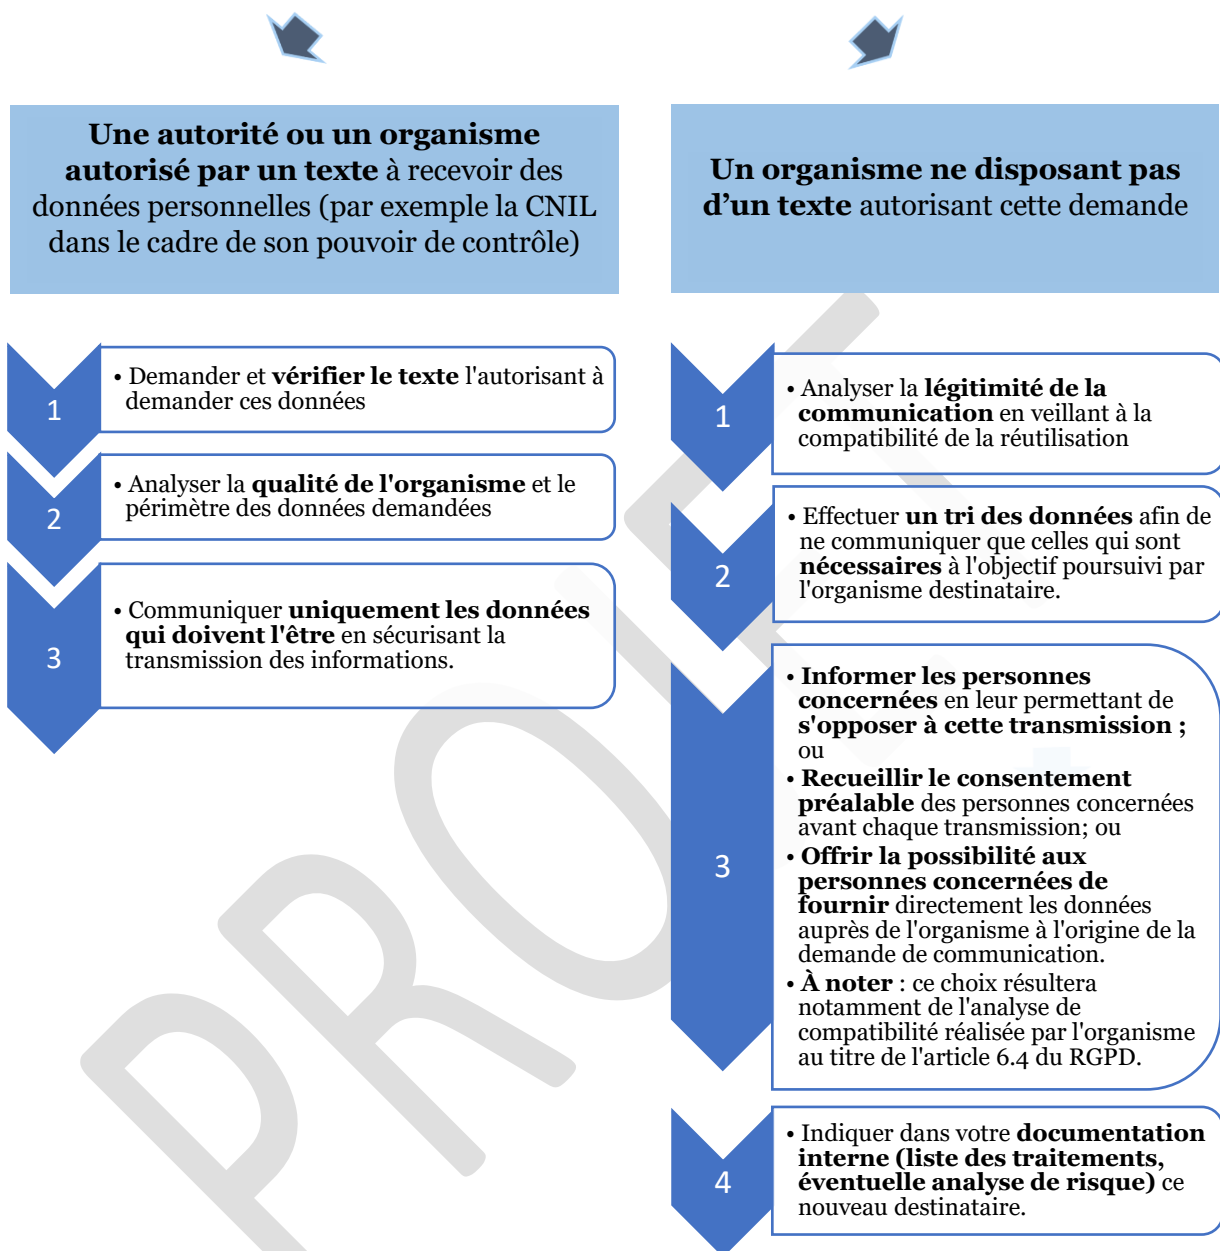 Une autorité ou un organisme
autorisé par un texte à recevoir des
données personnelles (par exemple la CNIL
dans le cadre de son pouvoir de contrôle)
1
• Demander et vérifier le texte l'autorisant à
demander ces données
2
• Analyser la qualité de l'organisme et le
périmètre des données demandées
3
• Communiquer uniquement les données
qui doivent l'être en sécurisant la
transmission des informations.
Un organisme ne disposant pas
d’un texte autorisant cette demande
1
• Analyser la légitimité de la
communication en veillant à la
compatibilité de la réutilisation
2
• Effectuer un tri des données afin de
ne communiquer que celles qui sont
nécessaires à l'objectif poursuivi par
l'organisme destinataire.
3
• Informer les personnes
concernées en leur permettant de
s'opposer à cette transmission ;
ou
• Recueillir le consentement
préalable des personnes concernées
avant chaque transmission; ou
• Offrir la possibilité aux
personnes concernées de
fournir directement les données
auprès de l'organisme à l'origine de la
demande de communication.
• À noter : ce choix résultera
notamment de l'analyse de
compatibilité réalisée par l'organisme
au titre de l'article 6.4 du RGPD.
4
• Indiquer dans votre documentation
interne (liste des traitements,
éventuelle analyse de risque) ce
nouveau destinataire.
PROJET